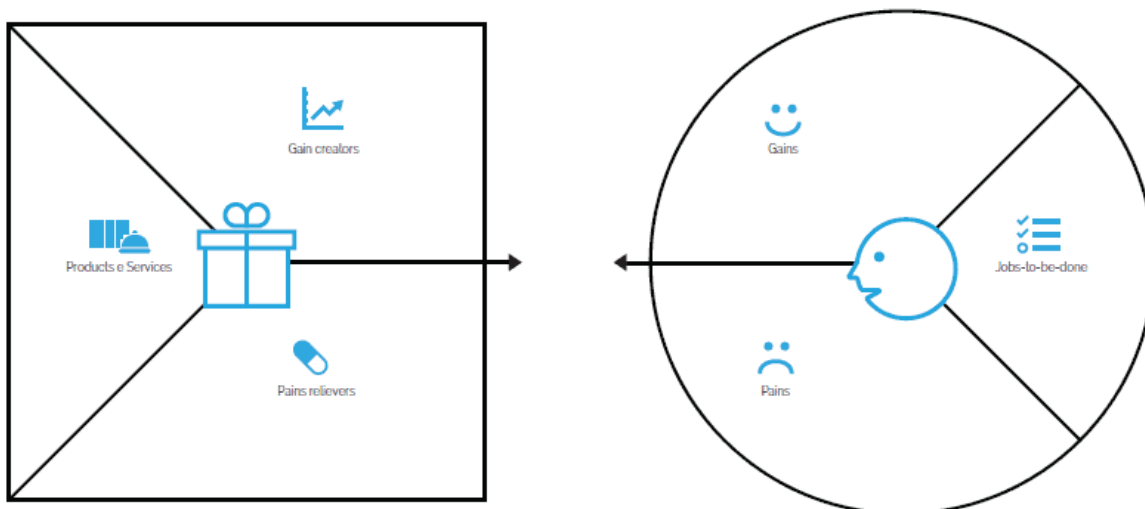 Gain creators
Products e Services
Pains relievers
Gains
Jobs-to-be-done
Pains